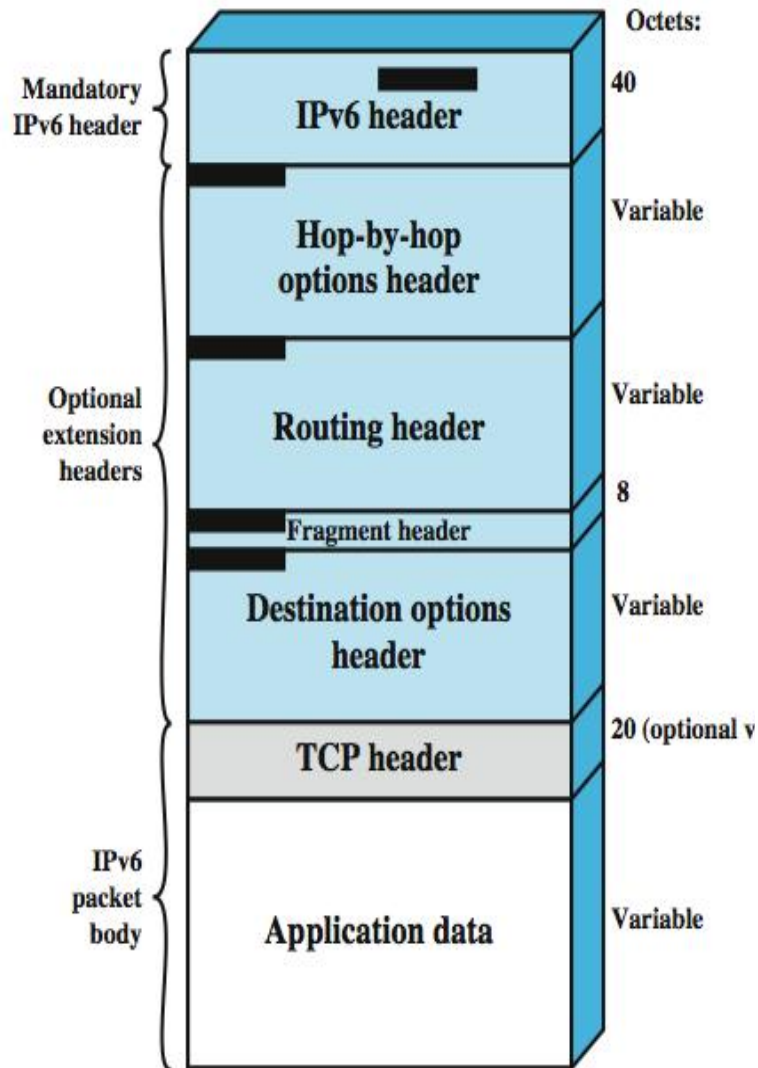 Octets:
Mandatory
IPv6 header
IPv6 header
40
Hop-by-hop
options header
Variable
Optional
extension
headers
Routing header
Variable
Fragment header
8
Destination options
header
Variable
TCP header
20 (optional v
IPv6
packet
body
Application data
Variable